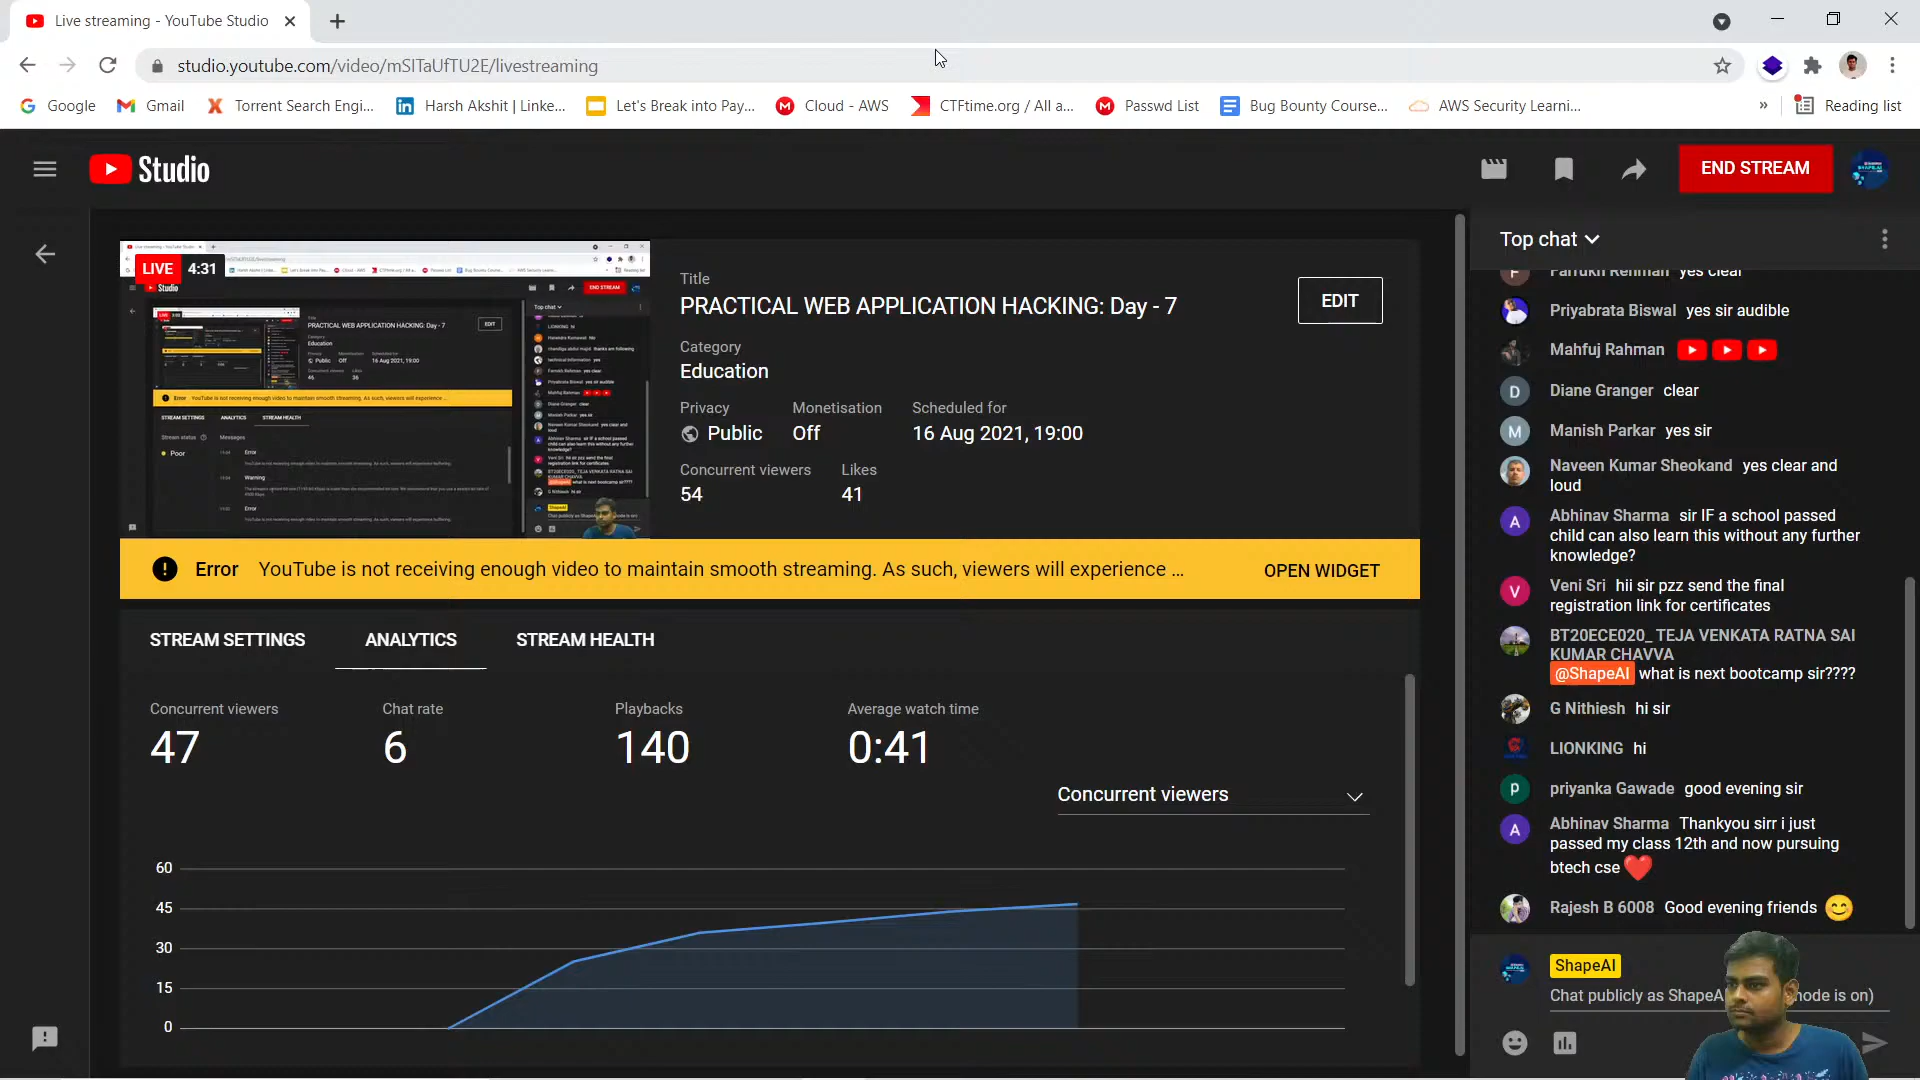 Live streaming - YouTube Studio
studio.youtube.com/video/mSITaUfTU2E/livestreaming
Google
Gmail
Torrent Search Engi...
Harsh Akshit | Linke...
Let's Break into Pay...
Cloud - AWS
CTFtime.org / All a...
Passwd List
Bug Bounty Course...
AWS Security Learni...
»
Reading list
Studio
END STREAM
LIVE 4:31
Title
PRACTICAL WEB APPLICATION HACKING: Day - 7
EDIT
Category
Education
Privacy
Public
Monetisation
Off
Scheduled for
16 Aug 2021, 19:00
Concurrent viewers
54
Likes
41
Error YouTube is not receiving enough video to maintain smooth streaming. As such, viewers will experience ...
OPEN WIDGET
STREAM SETTINGS
ANALYTICS
STREAM HEALTH
Concurrent viewers
47
Chat rate
6
Playbacks
140
Average watch time
0:41
Concurrent viewers
60
45
30
15
0
Top chat
Farrukh Rehman yes clear
Priyabrata Biswal yes sir audible
Mahfuj Rahman
D
Diane Granger clear
M
Manish Parkar yes sir
Naveen Kumar Sheokand yes clear and
loud
A
Abhinav Sharma sir IF a school passed
child can also learn this without any further
knowledge?
V
Veni Sri hii sir pzz send the final
registration link for certificates
BT20ECE020_ TEJA VENKATA RATNA SAI
KUMAR CHAVVA
@ShapeAI what is next bootcamp sir????
G Nithiesh hi sir
LIONKING hi
P
priyanka Gawade good evening sir
A
Abhinav Sharma Thankyou sirr i just
passed my class 12th and now pursuing
btech cse
Rajesh B 6008 Good evening friends
ShapeAI
Chat publicly as ShapeA
mode is on)